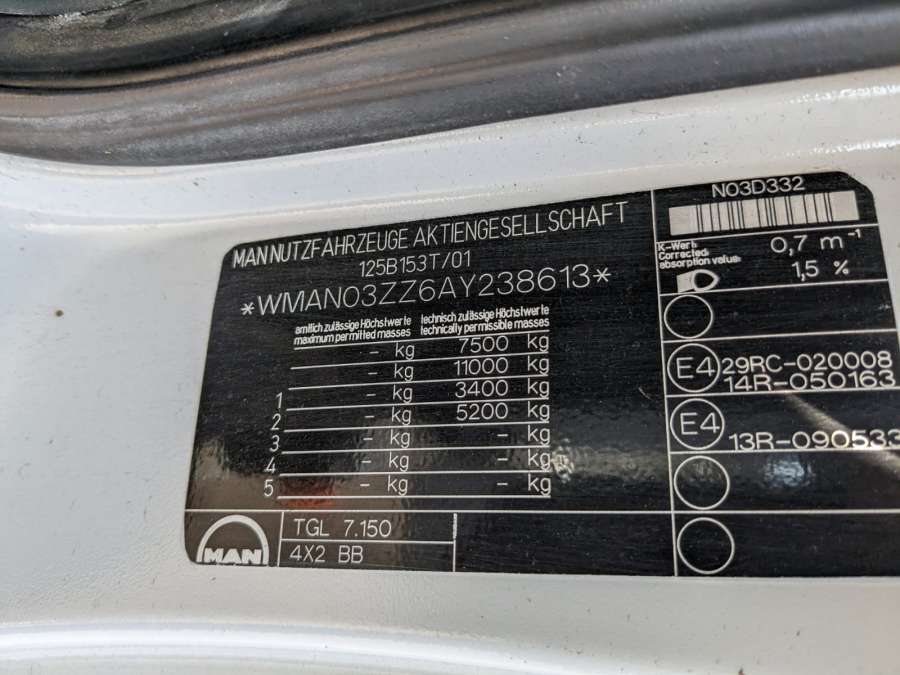 MAN NUTZFAHRZEUGE AKTIENGESELLSCHAFT
125B153T/01
*WMAN03ZZ6AY238613*
amtlich zulässige Höchstwerte
maximum permitted masses
technisch zulässige Höchstwerte
technically permissible masses
- kg 7500 kg
- kg 11000 kg
1 - kg 3400 kg
2 - kg 5200 kg
3 - kg - kg
4 - kg - kg
5 - kg - kg
MAN
TGL 7.150
4X2 BB
N03D332
K-Wert:
Corrected
absorption value:
0,7 m⁻¹
1,5 %
E4 29RC-020008
14R-050163
E4 13R-090533